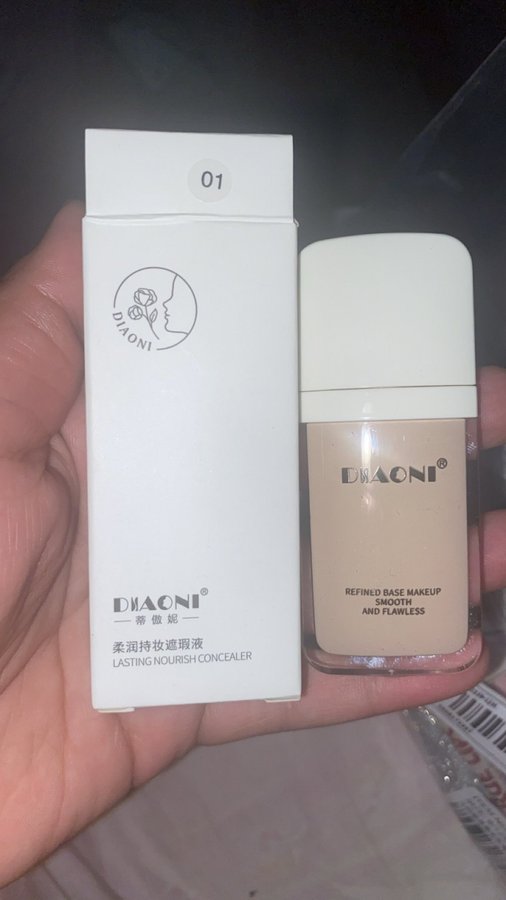 01
DIAONI
DIAONI®
蒂傲妮
柔润持妆遮瑕液
LASTING NOURISH CONCEALER
DIAONI®
REFINED BASE MAKEUP
SMOOTH
AND FLAWLESS